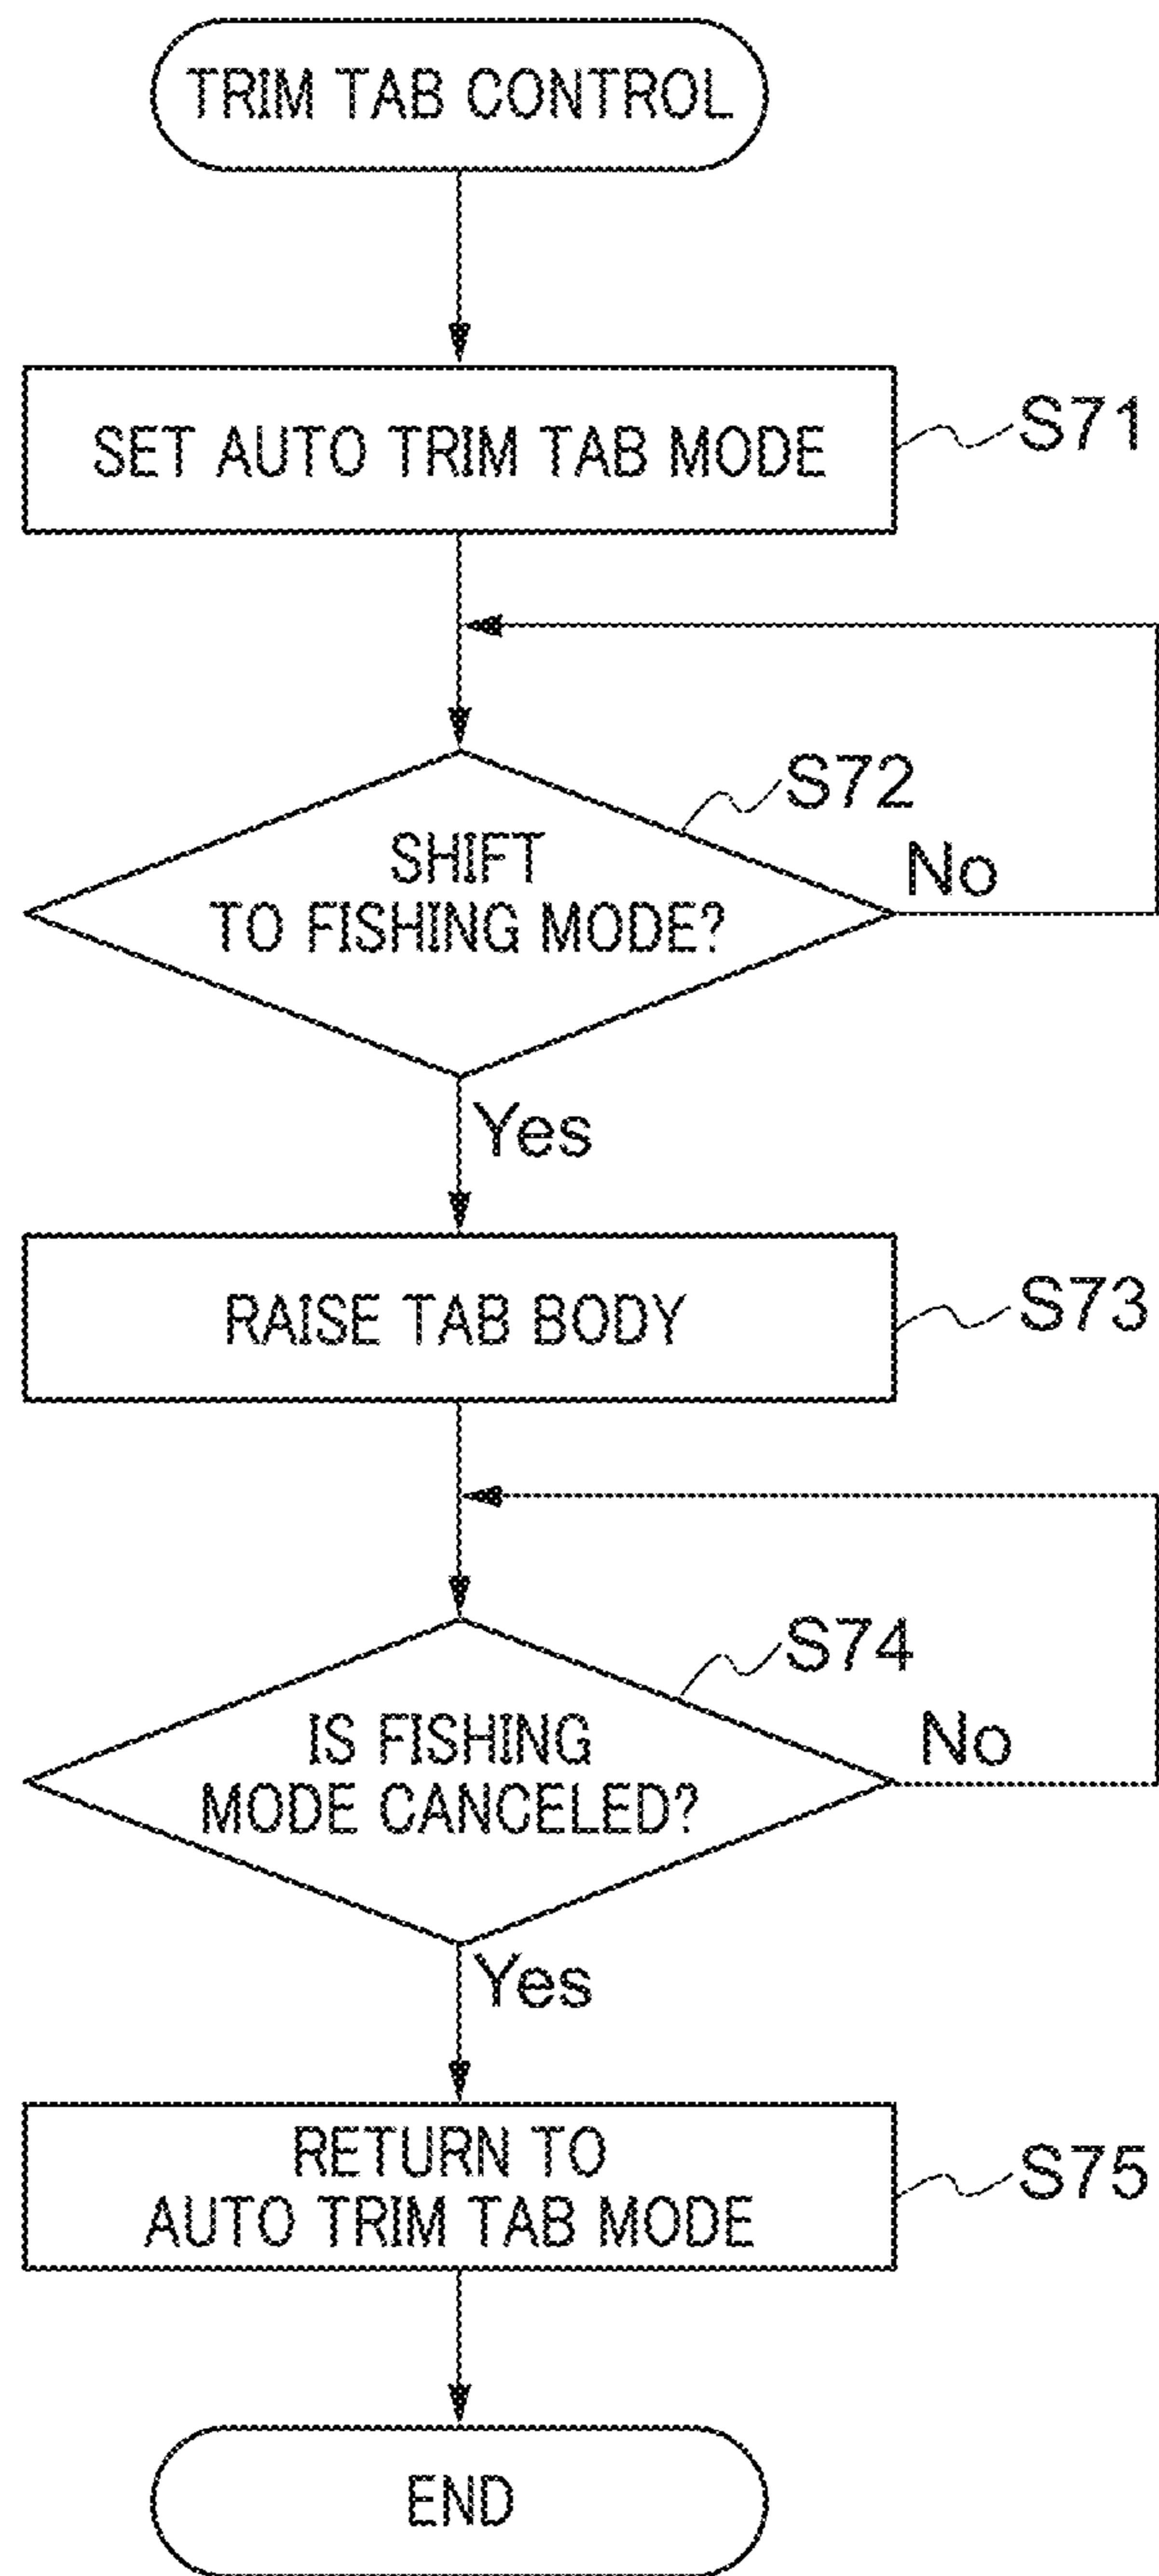 TRIM TAB CONTROL
SET AUTO TRIM TAB MODE
S71
S72
SHIFT
TO FISHING MODE?
No
Yes
RAISE TAB BODY
S73
S74
IS FISHING
MODE CANCELED?
No
Yes
RETURN TO
AUTO TRIM TAB MODE
S75
END